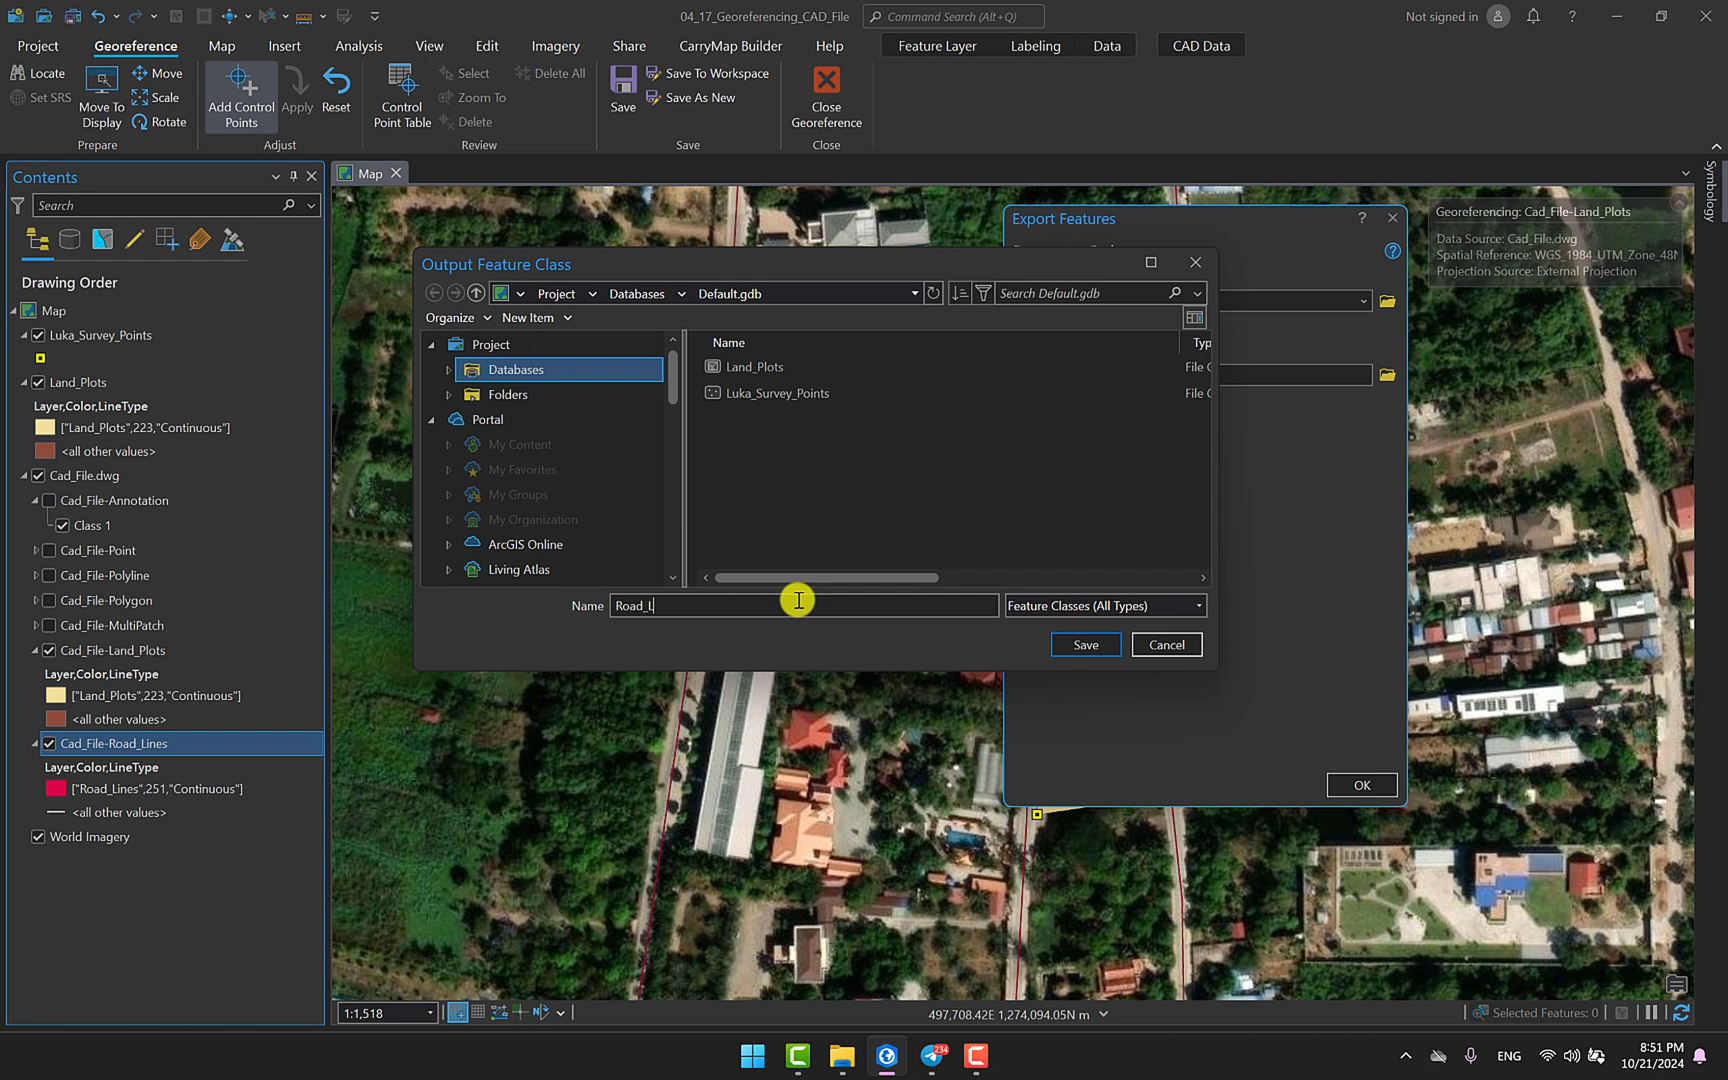 04_17_Georeferencing_CAD_File
Command Search (Alt+Q)
Not signed in
Project Georeference Map Insert Analysis View Edit Imagery Share CarryMap Builder Help Feature Layer Labeling Data CAD Data
Locate
Set SRS
Move To
Display
Move
Scale
Rotate
Prepare
Add Control
Points
Apply
Reset
Adjust
Control
Point Table
Select
Zoom To
Delete
Delete All
Review
Save
Save To Workspace
Save As New
Save
Close
Georeference
Close
Contents
Search
Drawing Order
Map
Luka_Survey_Points
Land_Plots
Layer,Color,LineType
["Land_Plots",223,"Continuous"]
<all other values>
Cad_File.dwg
Cad_File-Annotation
Class 1
Cad_File-Point
Cad_File-Polyline
Cad_File-Polygon
Cad_File-MultiPatch
Cad_File-Land_Plots
Layer,Color,LineType
["Land_Plots",223,"Continuous"]
<all other values>
Cad_File-Road_Lines
Layer,Color,LineType
["Road_Lines",251,"Continuous"]
<all other values>
World Imagery
Map
Export Features
OK
Georeferencing: Cad_File-Land_Plots
Data Source: Cad_File.dwg
Spatial Reference: WGS_1984_UTM_Zone_48N
Projection Source: External Projection
Symbology
Output Feature Class
Project Databases Default.gdb
Search Default.gdb
Organize New Item
Project
Databases
Folders
Portal
My Content
My Favorites
My Groups
My Organization
ArcGIS Online
Living Atlas
Name Typ
Land_Plots File G
Luka_Survey_Points File G
Name Road_L Feature Classes (All Types)
Save Cancel
1:1,518
497,708.42E 1,274,094.05N m
Selected Features: 0
234
ENG
8:51 PM
10/21/2024